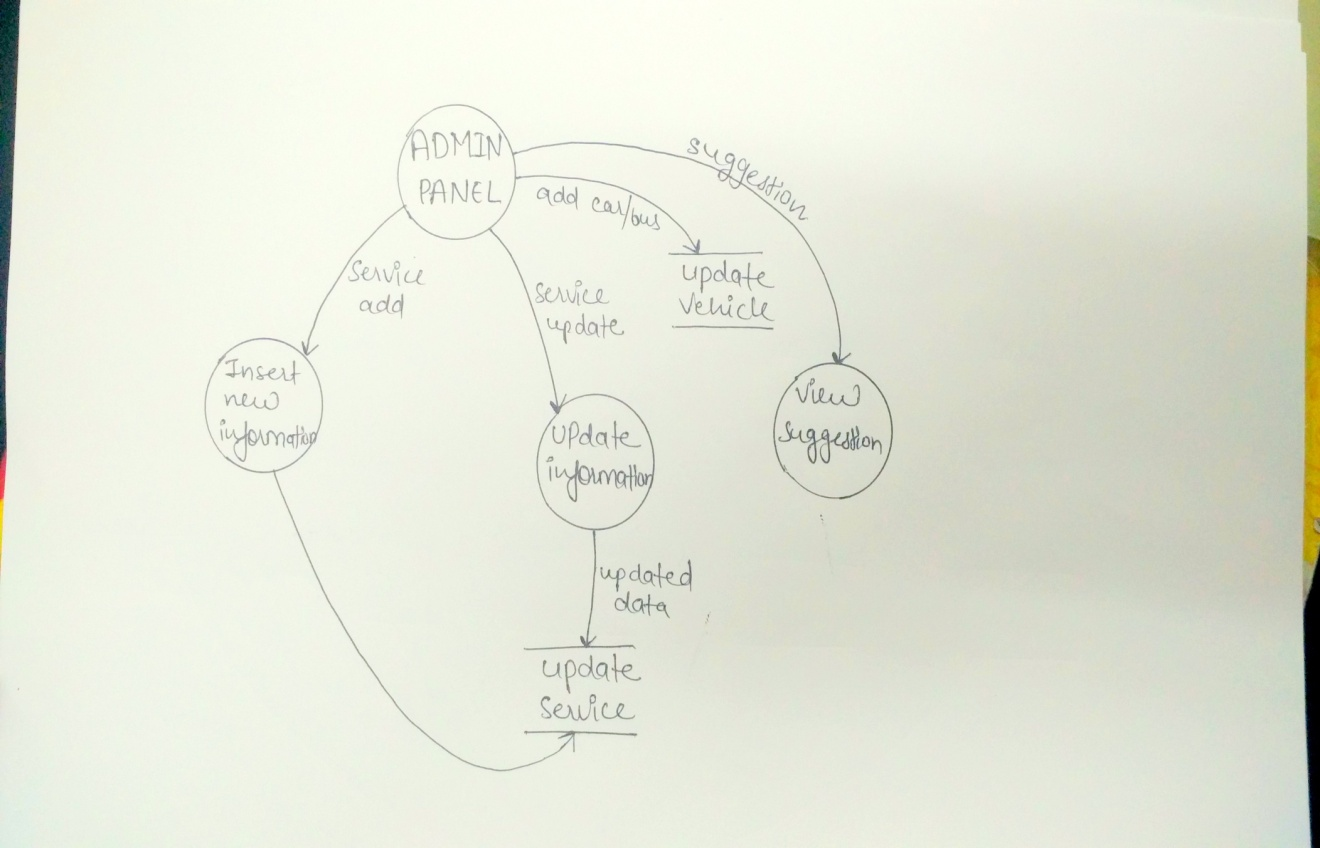 ADMIN
PANEL
suggestion
add car/bus
Service
add
service
update
update
Vehicle
Insert
new
information
UPdate
information
View
suggestion
updated
data
update
Service